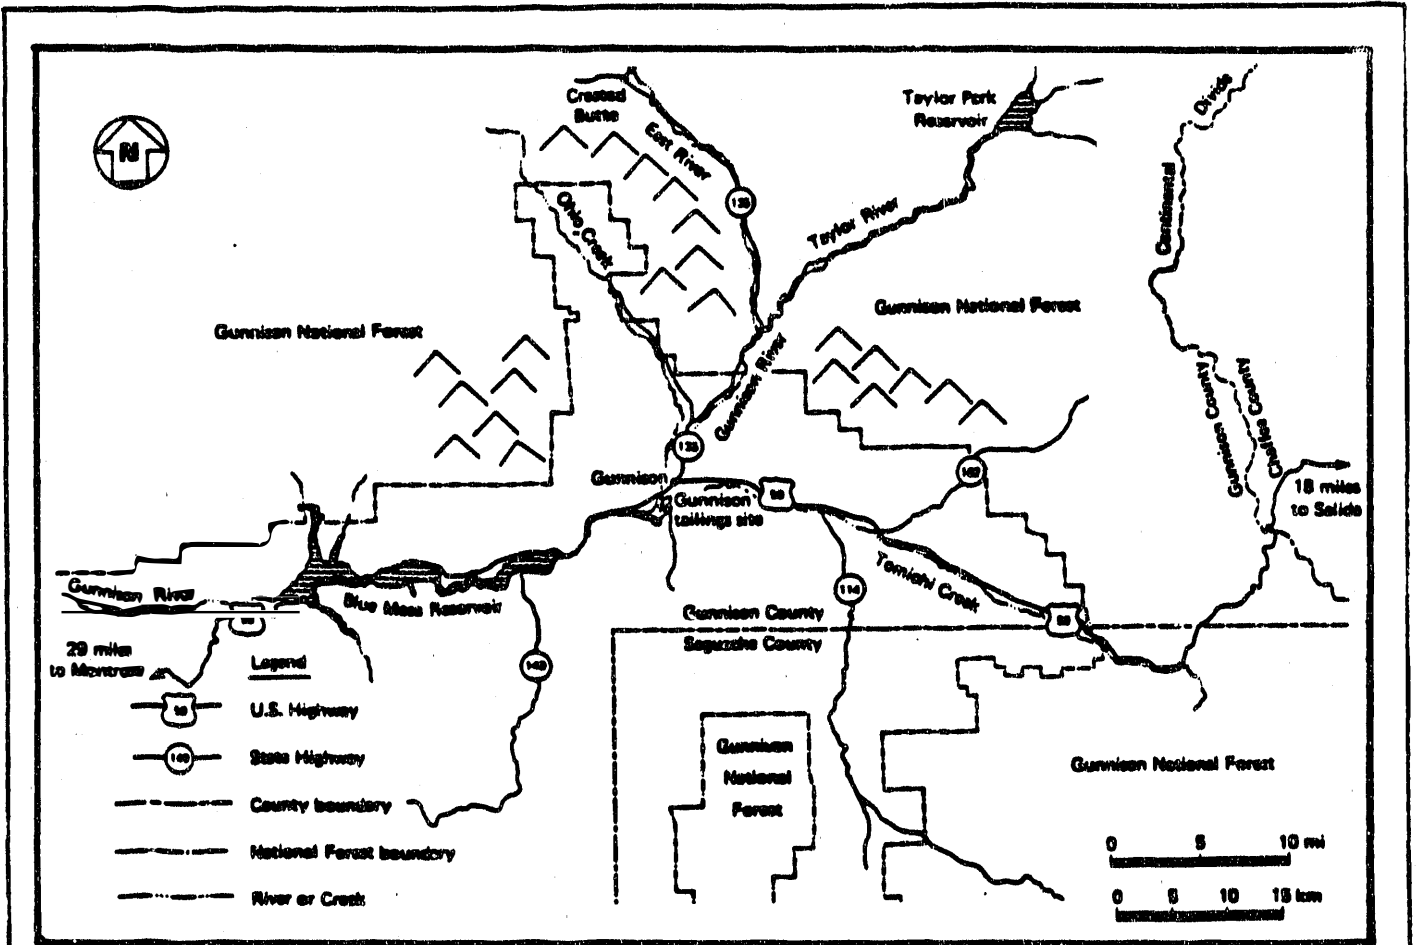 N
Crested
Butte
East River
135
Taylor Park
Reservoir
Continental
Divide
Ohio Creek
Taylor River
Gunnison National Forest
Gunnison National Forest
Gunnison River
Gunnison County
Chaffee County
135
162
Gunnison
50
Gunnison
tailings site
18 miles
to Salida
Gunnison River
Blue Mesa Reservoir
Tomichi Creek
114
50
Gunnison County
Saguache County
50
29 miles
to Montrose
149
Legend
50
U.S. Highway
149
State Highway
County boundary
National Forest boundary
River or Creek
Gunnison
National
Forest
Gunnison National Forest
0 5 10 mi
0 5 10 15 km